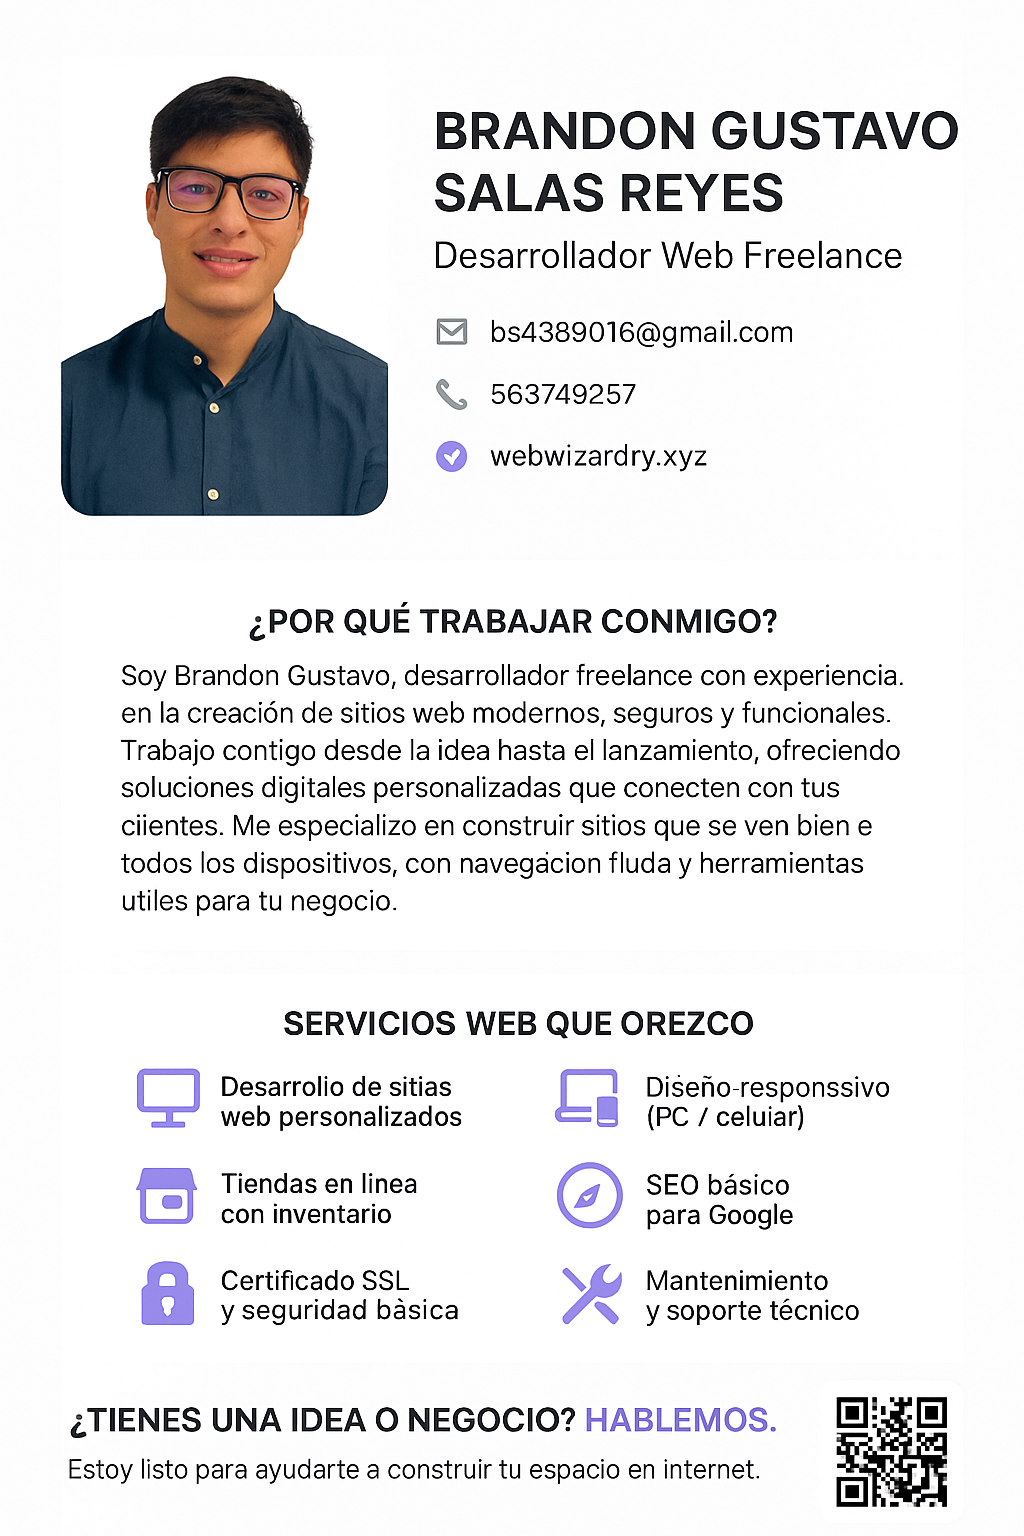 BRANDON GUSTAVO
SALAS REYES
Desarrollador Web Freelance
bs4389016@gmail.com
563749257
webwizardry.xyz
¿POR QUÉ TRABAJAR CONMIGO?
Soy Brandon Gustavo, desarrollador freelance con experiencia.
en la creación de sitios web modernos, seguros y funcionales.
Trabajo contigo desde la idea hasta el lanzamiento, ofreciendo
soluciones digitales personalizadas que conecten con tus
ciientes. Me especializo en construir sitios que se ven bien e
todos los dispositivos, con navegacion fluda y herramientas
utiles para tu negocio.
SERVICIOS WEB QUE OREZCO
Desarrolio de sitias
web personalizados
Diseño-responssivo
(PC / celuiar)
Tiendas en linea
con inventario
SEO básico
para Google
Certificado SSL
y seguridad bàsica
Mantenimiento
y soporte técnico
¿TIENES UNA IDEA O NEGOCIO? HABLEMOS.
Estoy listo para ayudarte a construir tu espacio en internet.